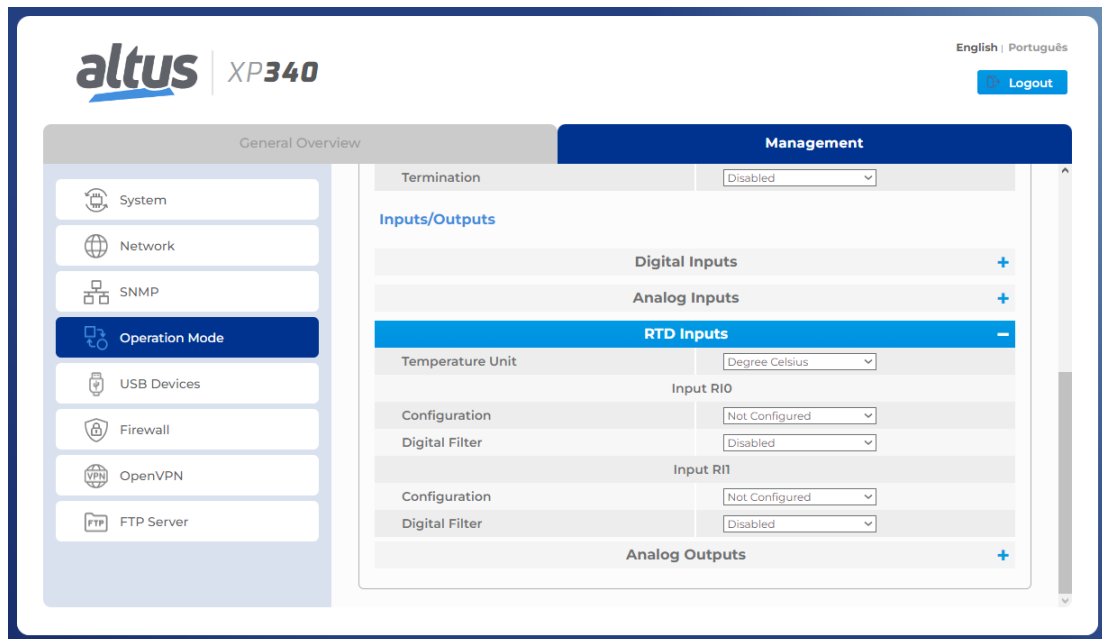 English | Português
altus XP340
Logout
General Overview Management
Termination Disabled
System
Inputs/Outputs
Network
Digital Inputs +
SNMP
Analog Inputs +
Operation Mode
RTD Inputs −
Temperature Unit Degree Celsius
USB Devices
Input RI0
Configuration Not Configured
Firewall
Digital Filter Disabled
VPN OpenVPN
Input RI1
Configuration Not Configured
FTP FTP Server
Digital Filter Disabled
Analog Outputs +